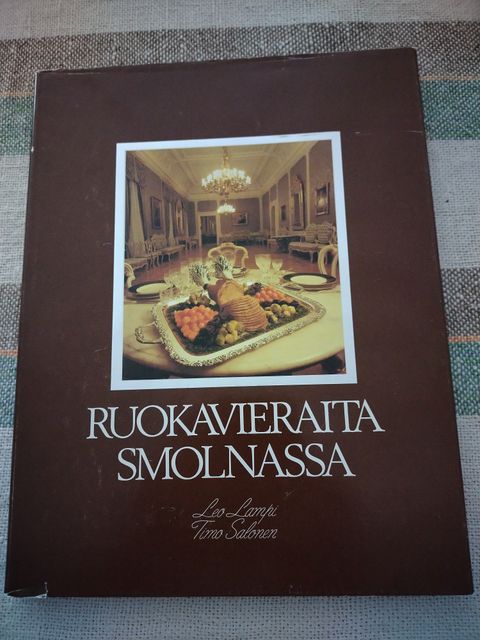 RUOKAVIERAITA
SMOLNASSA
Leo Lampi
Timo Salonen